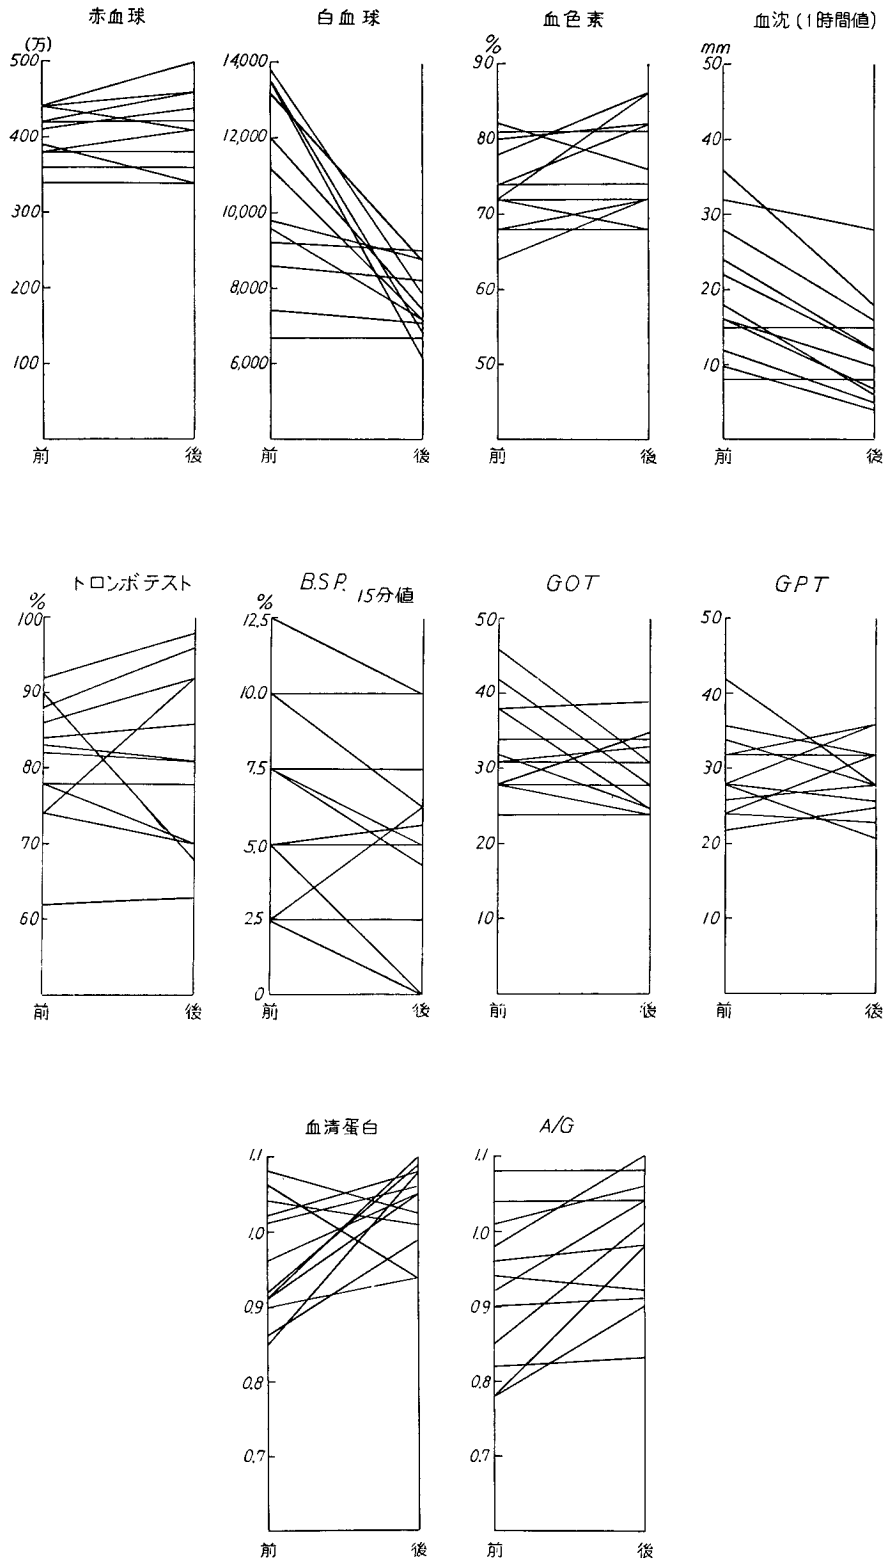 赤血球
(万)
500
400
300
200
100
前 後
白血球
14,000
12,000
10,000
8,000
6,000
前 後
血色素
%
90
80
70
60
50
前 後
血沈(1時間値)
mm
50
40
30
20
10
前 後
トロンボテスト
%
100
90
80
70
60
前 後
B.S.P. 15分値
%
12.5
10.0
7.5
5.0
2.5
0
前 後
GOT
50
40
30
20
10
前 後
GPT
50
40
30
20
10
前 後
血清蛋白
1.1
1.0
0.9
0.8
0.7
前 後
A/G
1.1
1.0
0.9
0.8
0.7
前 後